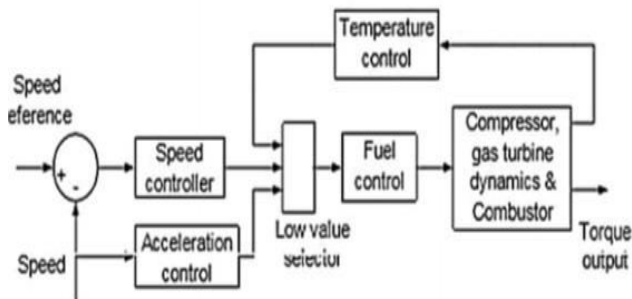 Temperature
control
Speed
eference
+
-
Speed
controller
Fuel
control
Compressor,
gas turbine
dynamics &
Combustor
Acceleration
control
Low value
selector
Speed
Torque
output